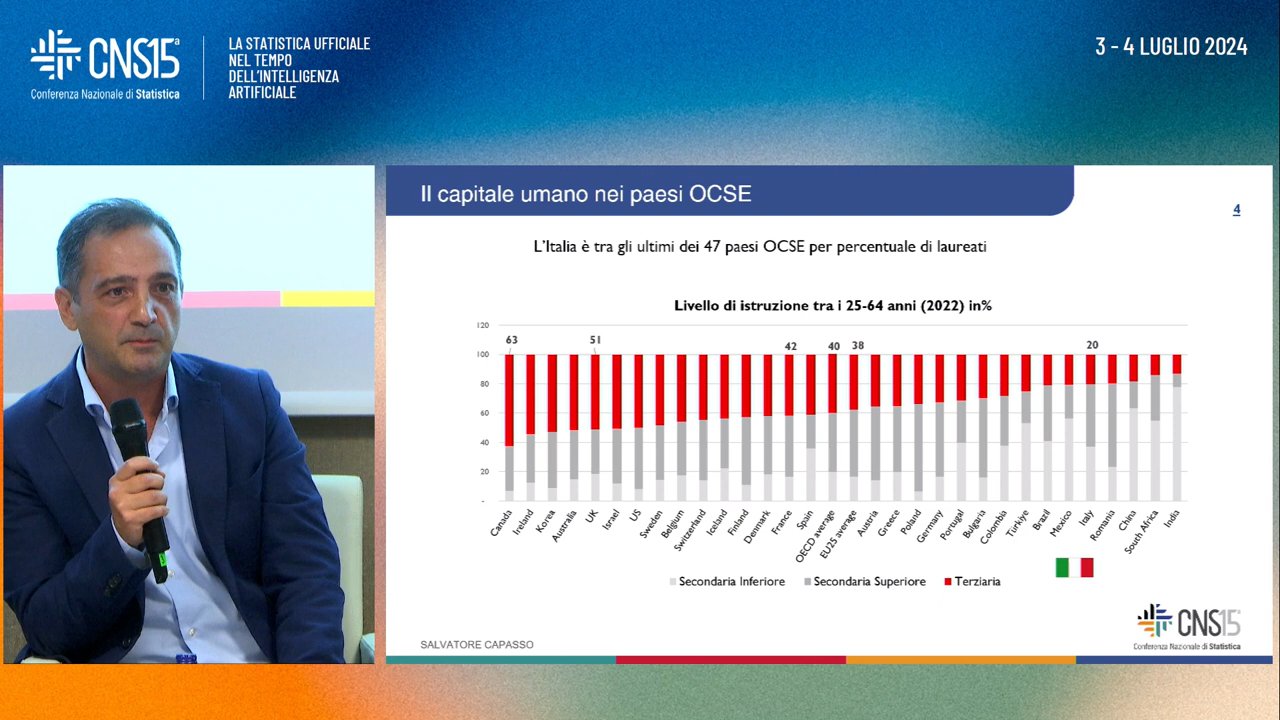 CNS15ª
Conferenza Nazionale di Statistica
LA STATISTICA UFFICIALE
NEL TEMPO
DELL'INTELLIGENZA
ARTIFICIALE
3 - 4 LUGLIO 2024
Il capitale umano nei paesi OCSE
4
L'Italia è tra gli ultimi dei 47 paesi OCSE per percentuale di laureati
Livello di istruzione tra i 25-64 anni (2022) in%
120
100
80
60
40
20
-
63
51
42
40
38
20
Canada
Ireland
Korea
Australia
UK
Israel
US
Sweden
Belgium
Switzerland
Iceland
Finland
Denmark
France
Spain
OECD average
EU25 average
Austria
Greece
Poland
Germany
Portugal
Bulgaria
Colombia
Türkiye
Brazil
Mexico
Italy
Romania
China
South Africa
India
Secondaria Inferiore
Secondaria Superiore
Terziaria
SALVATORE CAPASSO
CNS15ª
Conferenza Nazionale di Statistica